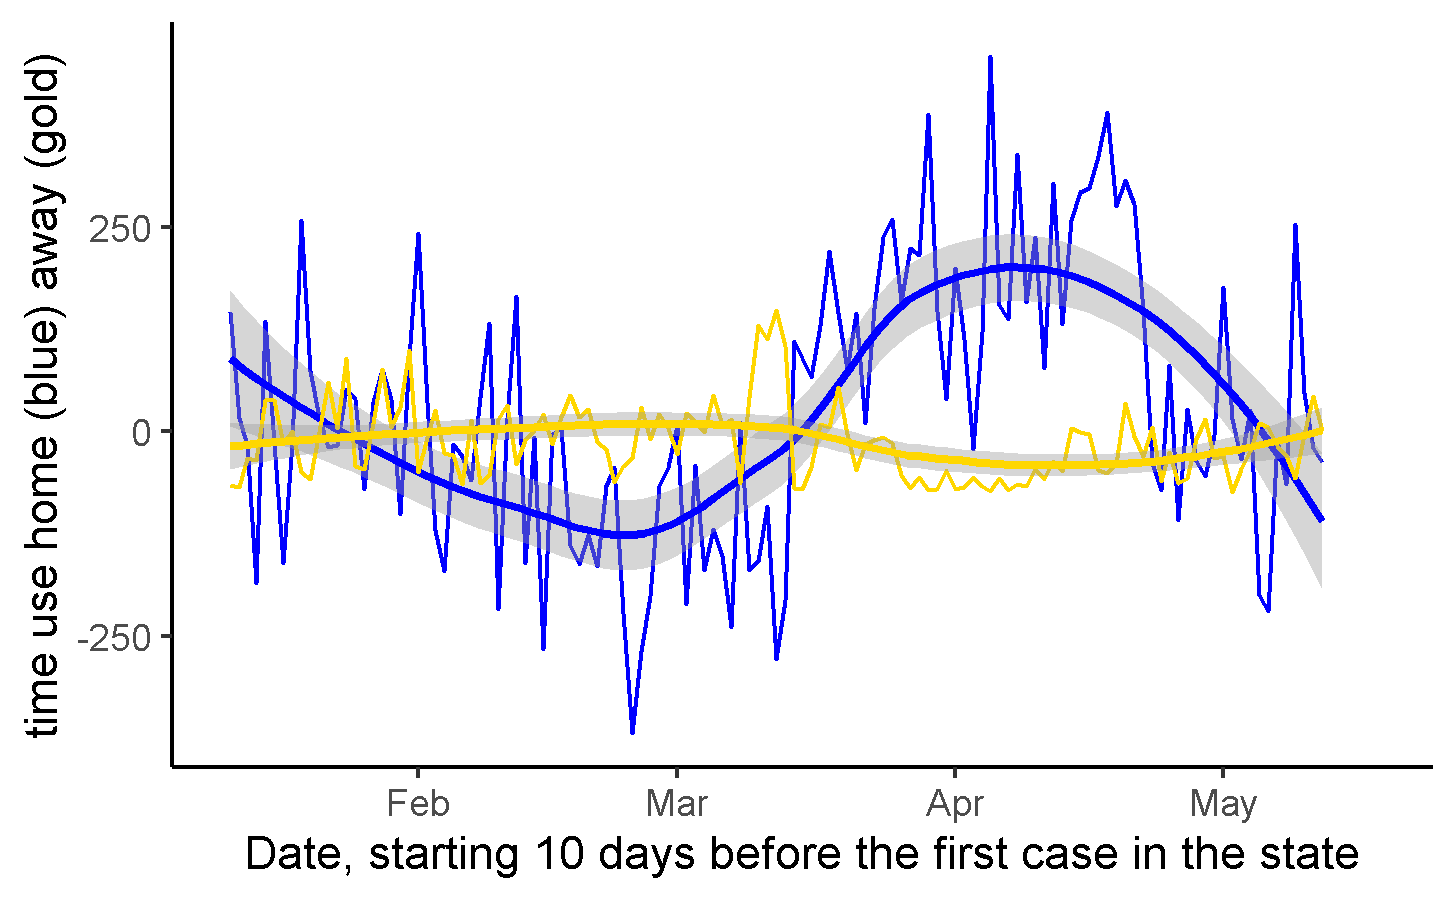 time use home (blue) away (gold)
250
0
-250
Feb Mar Apr May
Date, starting 10 days before the first case in the state